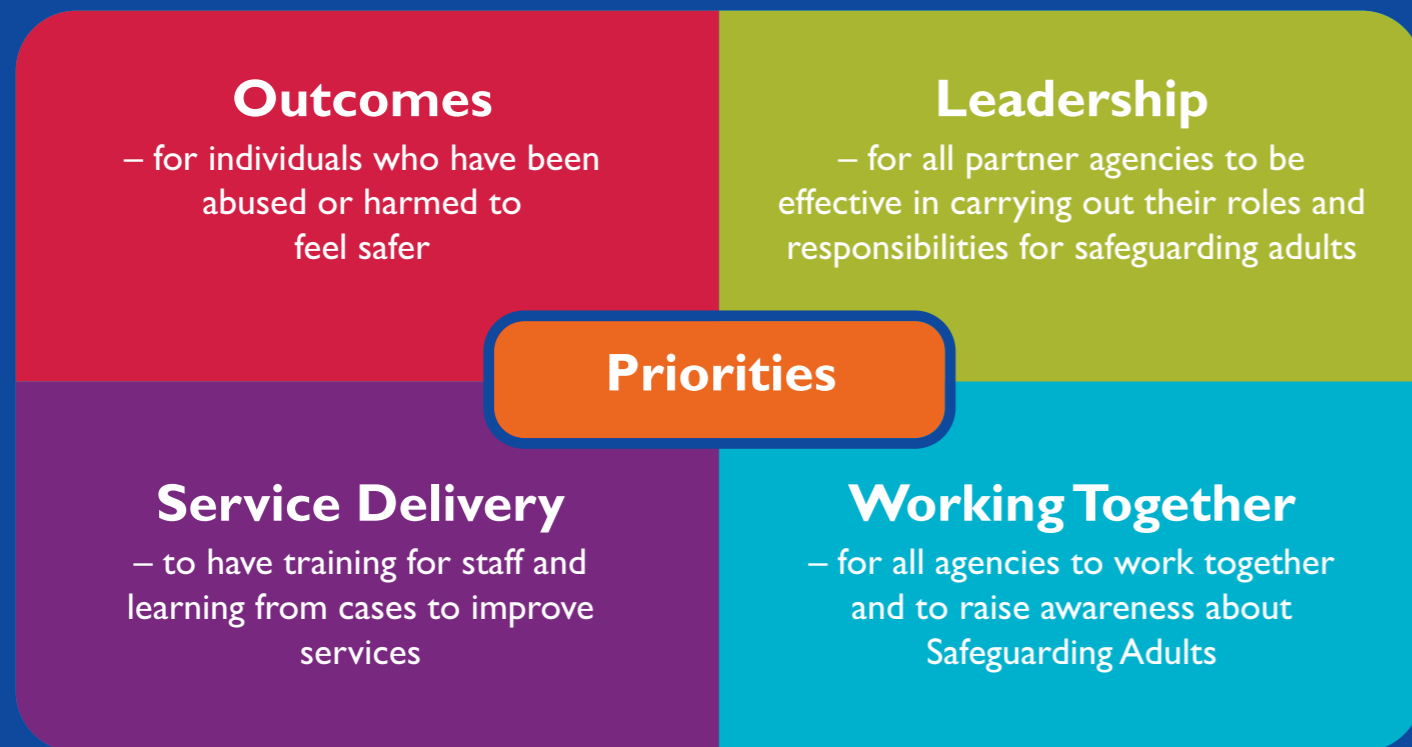 Outcomes
– for individuals who have been
abused or harmed to
feel safer
Leadership
– for all partner agencies to be
effective in carrying out their roles and
responsibilities for safeguarding adults
Priorities
Service Delivery
– to have training for staff and
learning from cases to improve
services
Working Together
– for all agencies to work together
and to raise awareness about
Safeguarding Adults